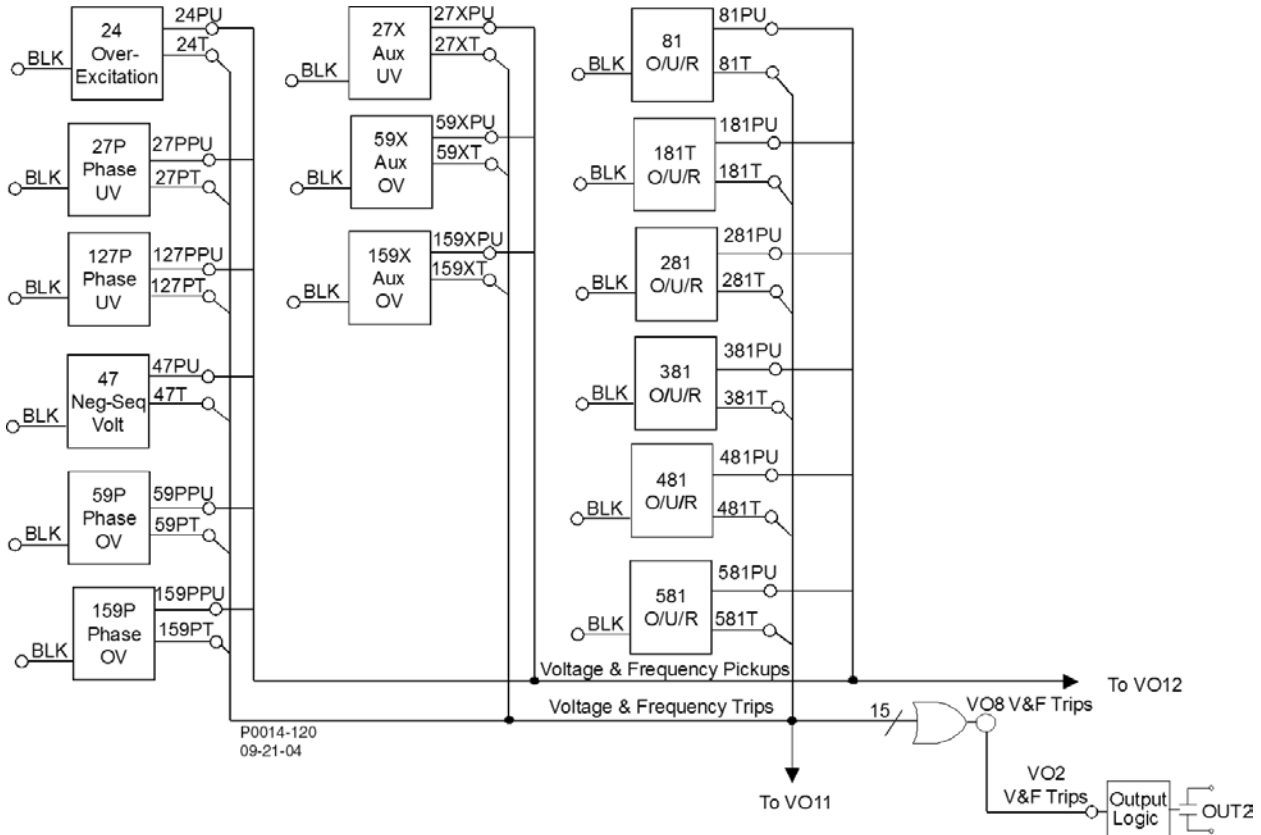 24PU
24
Over-
Excitation
24T
BLK
27PPU
27P
Phase
UV
27PT
BLK
127PPU
127P
Phase
UV
127PT
BLK
47PU
47
Neg-Seq
Volt
47T
BLK
59PPU
59P
Phase
OV
59PT
BLK
159PPU
159P
Phase
OV
159PT
BLK
27XPU
27X
Aux
UV
27XT
BLK
59XPU
59X
Aux
OV
59XT
BLK
159XPU
159X
Aux
OV
159XT
BLK
81PU
81
O/U/R
81T
BLK
181PU
181T
O/U/R
181T
BLK
281PU
281
O/U/R
281T
BLK
381PU
381
O/U/R
381T
BLK
481PU
481
O/U/R
481T
BLK
581PU
581
O/U/R
581T
BLK
Voltage & Frequency Pickups
To VO12
Voltage & Frequency Trips
15
VO8 V&F Trips
P0014-120
09-21-04
To VO11
VO2
V&F Trips
Output
Logic
OUT2